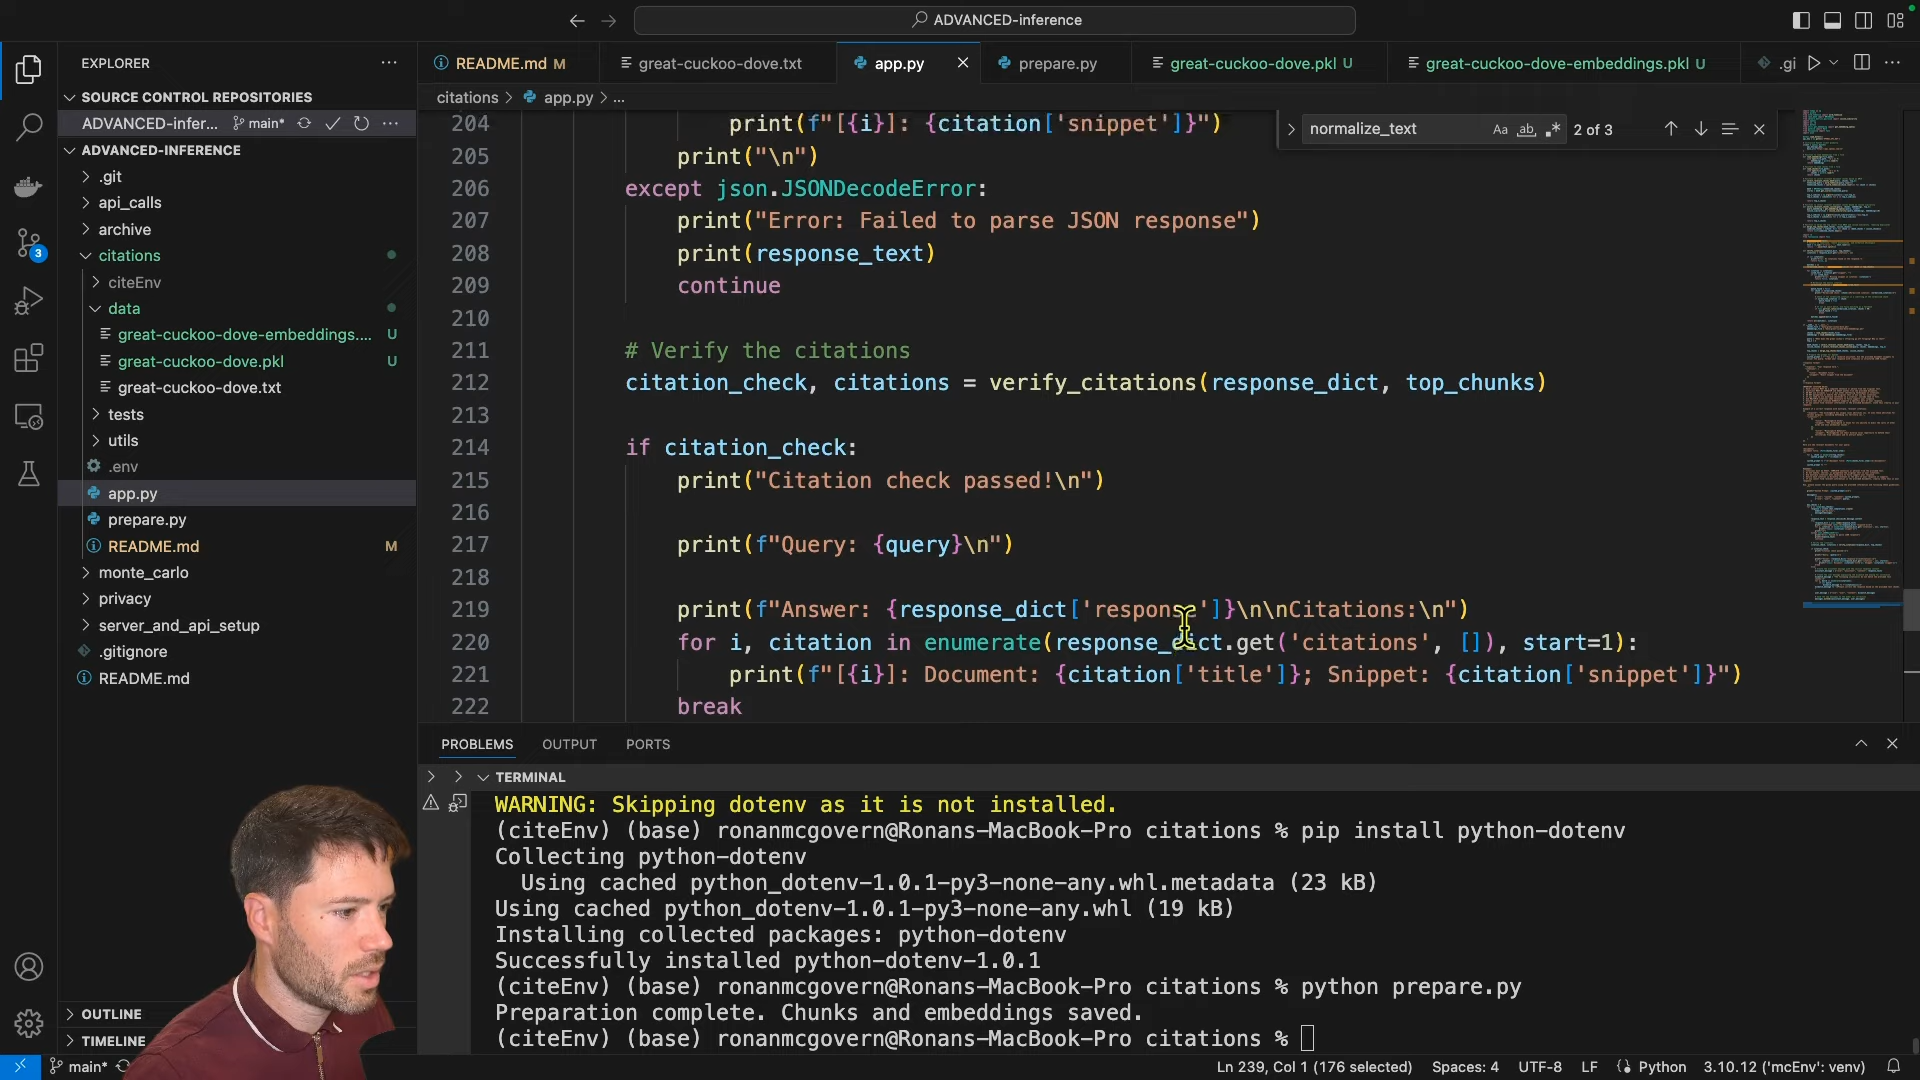 ADVANCED-inference
EXPLORER
SOURCE CONTROL REPOSITORIES
ADVANCED-infer... main*
ADVANCED-INFERENCE
.git
api_calls
archive
citations
citeEnv
data
great-cuckoo-dove-embeddings.... U
great-cuckoo-dove.pkl U
great-cuckoo-dove.txt
tests
utils
.env
app.py
prepare.py
README.md M
monte_carlo
privacy
server_and_api_setup
.gitignore
README.md
OUTLINE
TIMELINE
README.md M great-cuckoo-dove.txt app.py prepare.py great-cuckoo-dove.pkl U great-cuckoo-dove-embeddings.pkl U .gi
citations > app.py > ...
normalize_text Aa ab 2 of 3
204 print(f"[{i}]: {citation['snippet']}")
205 print("\n")
206 except json.JSONDecodeError:
207 print("Error: Failed to parse JSON response")
208 print(response_text)
209 continue
210
211 # Verify the citations
212 citation_check, citations = verify_citations(response_dict, top_chunks)
213
214 if citation_check:
215 print("Citation check passed!\n")
216
217 print(f"Query: {query}\n")
218
219 print(f"Answer: {response_dict['response']}\n\nCitations:\n")
220 for i, citation in enumerate(response_dict.get('citations', []), start=1):
221 print(f"[{i}]: Document: {citation['title']}; Snippet: {citation['snippet']}")
222 break
PROBLEMS OUTPUT PORTS
TERMINAL
WARNING: Skipping dotenv as it is not installed.
(citeEnv) (base) ronanmcgovern@Ronans-MacBook-Pro citations % pip install python-dotenv
Collecting python-dotenv
Using cached python_dotenv-1.0.1-py3-none-any.whl.metadata (23 kB)
Using cached python_dotenv-1.0.1-py3-none-any.whl (19 kB)
Installing collected packages: python-dotenv
Successfully installed python-dotenv-1.0.1
(citeEnv) (base) ronanmcgovern@Ronans-MacBook-Pro citations % python prepare.py
Preparation complete. Chunks and embeddings saved.
(citeEnv) (base) ronanmcgovern@Ronans-MacBook-Pro citations %
3
main* Ln 239, Col 1 (176 selected) Spaces: 4 UTF-8 LF Python 3.10.12 ('mcEnv': venv)